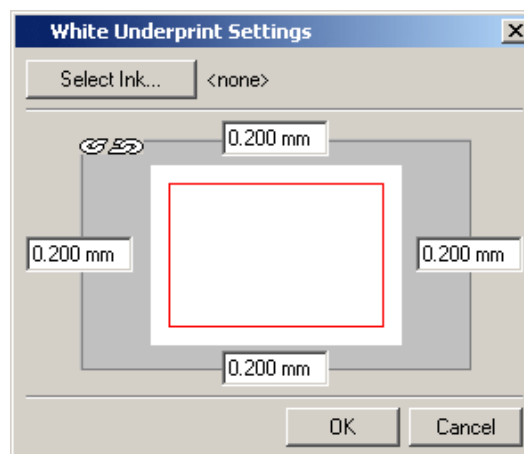 White Underprint Settings
Select Ink... <none>
0.200 mm
0.200 mm 0.200 mm
0.200 mm
OK Cancel